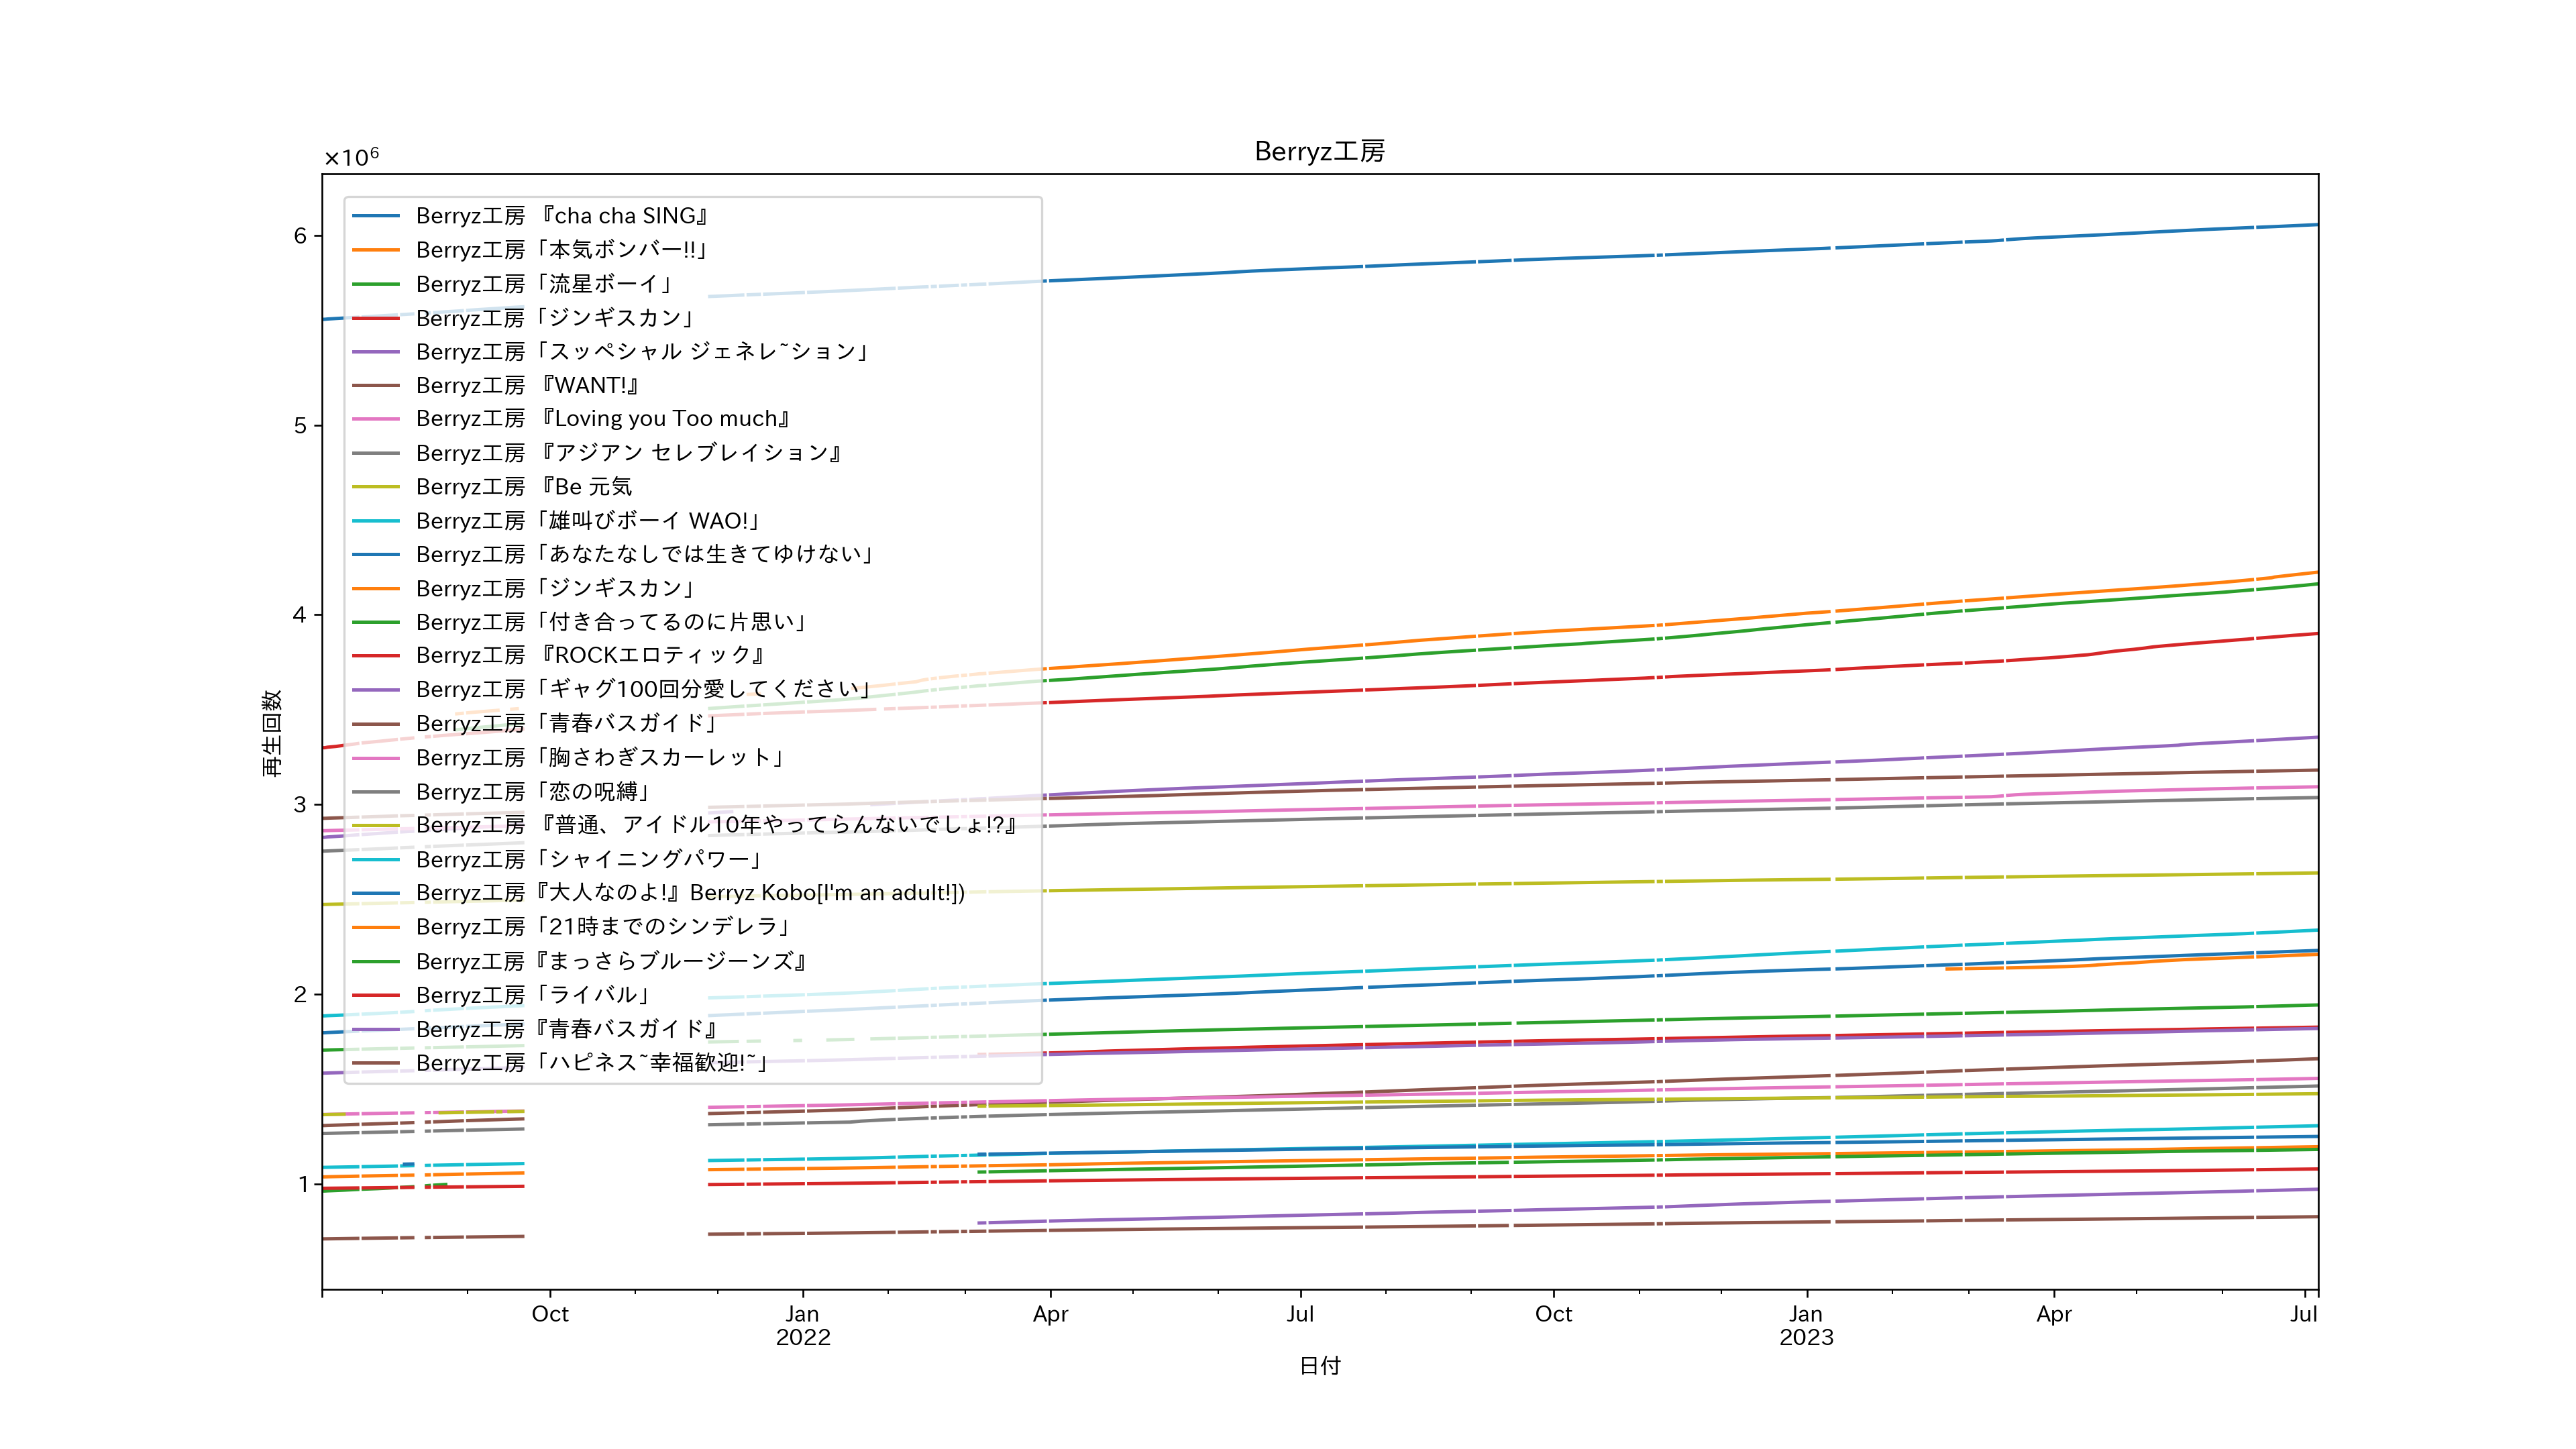 Berryz工房
×10⁶
Berryz工房 『cha cha SING』
Berryz工房「本気ボンバー!!」
Berryz工房「流星ボーイ」
Berryz工房「ジンギスカン」
Berryz工房「スッペシャル ジェネレ~ション」
Berryz工房 『WANT!』
Berryz工房 『Loving you Too much』
Berryz工房 『アジアン セレブレイション』
Berryz工房 『Be 元気
Berryz工房「雄叫びボーイ WAO!」
Berryz工房「あなたなしでは生きてゆけない」
Berryz工房「ジンギスカン」
Berryz工房「付き合ってるのに片思い」
Berryz工房 『ROCKエロティック』
Berryz工房「ギャグ100回分愛してください」
Berryz工房「青春バスガイド」
Berryz工房「胸さわぎスカーレット」
Berryz工房「恋の呪縛」
Berryz工房 『普通、アイドル10年やってらんないでしょ!?』
Berryz工房「シャイニングパワー」
Berryz工房『大人なのよ!』Berryz Kobo[I'm an adult!])
Berryz工房「21時までのシンデレラ」
Berryz工房『まっさらブルージーンズ』
Berryz工房「ライバル」
Berryz工房『青春バスガイド』
Berryz工房「ハピネス~幸福歓迎!~」
6
5
4
3
2
1
再生回数
Oct
Jan
2022
Apr
Jul
Oct
Jan
2023
Apr
Jul
日付